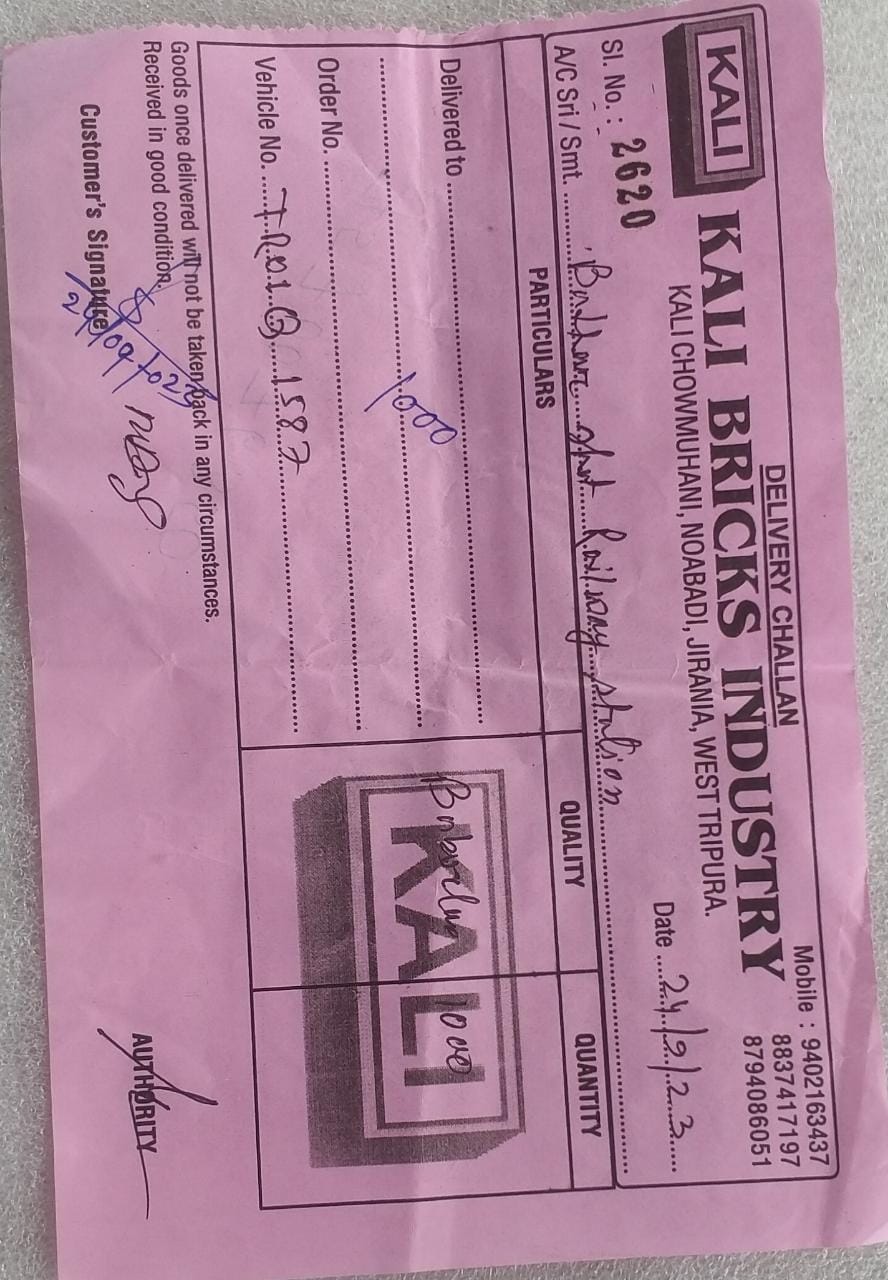 DELIVERY CHALLAN
Mobile : 9402163437
8837417197
8794086051
KALI
KALI BRICKS INDUSTRY
KALI CHOWMUHANI, NOABADI, JIRANIA, WEST TRIPURA.
Sl. No. : 2620
Date 24/9/23
A/C Sri / Smt. Railway station
PARTICULARS QUALITY QUANTITY
Delivered to
1000
1000
Order No.
Vehicle No.
KALI
Goods once delivered will not be taken back in any circumstances.
Received in good condition.
Customer's Signature
AUTHORITY